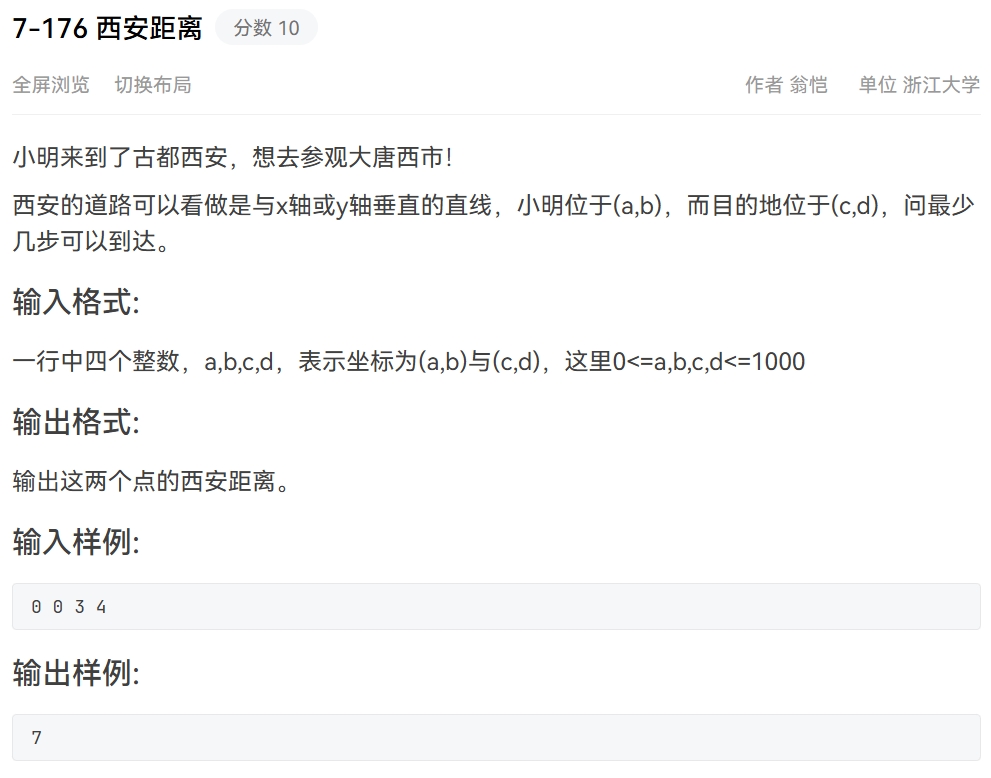 7-176 西安距离 分数 10
全屏浏览 切换布局 作者 翁恺 单位 浙江大学
小明来到了古都西安，想去参观大唐西市！
西安的道路可以看做是与x轴或y轴垂直的直线，小明位于(a,b)，而目的地位于(c,d)，问最少
几步可以到达。
输入格式:
一行中四个整数，a,b,c,d，表示坐标为(a,b)与(c,d)，这里0<=a,b,c,d<=1000
输出格式:
输出这两个点的西安距离。
输入样例:
0 0 3 4
输出样例:
7